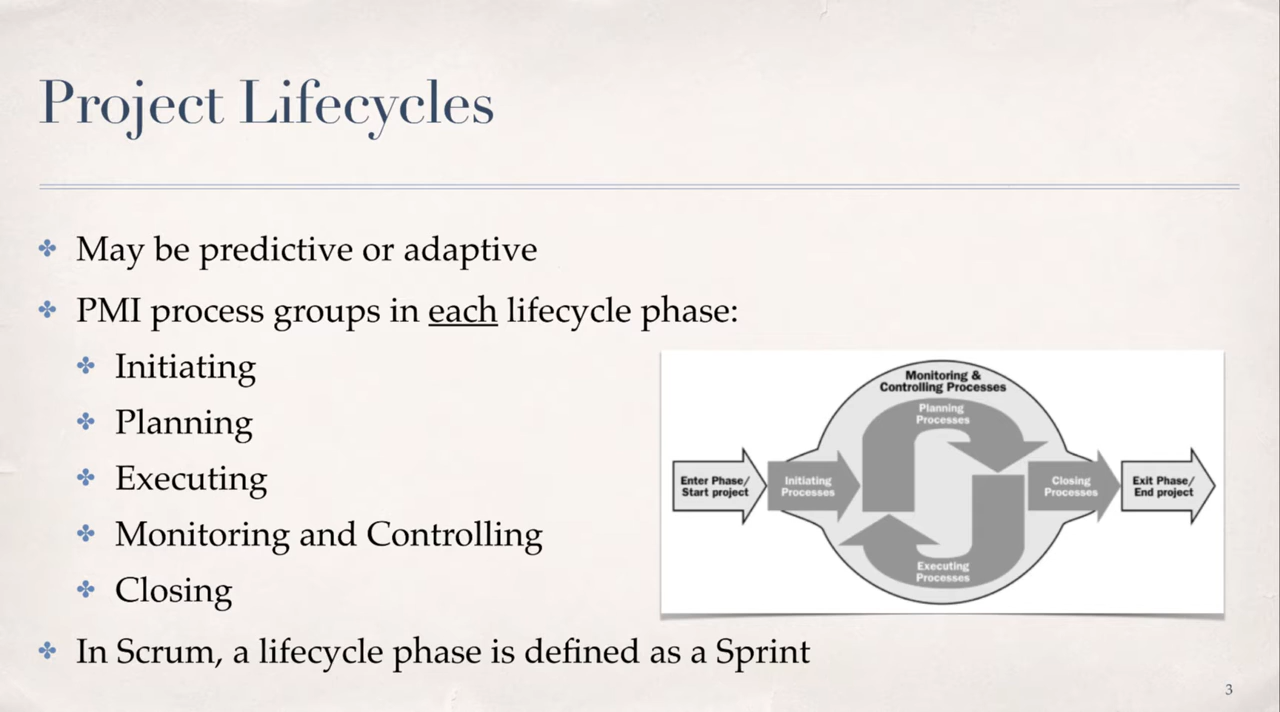 Project Lifecycles
May be predictive or adaptive
PMI process groups in each lifecycle phase:
Initiating
Planning
Executing
Monitoring and Controlling
Closing
In Scrum, a lifecycle phase is defined as a Sprint
Monitoring &
Controlling Processes
Planning
Processes
Enter Phase/
Start project
Initiating
Processes
Closing
Processes
Exit Phase/
End project
Executing
Processes
3